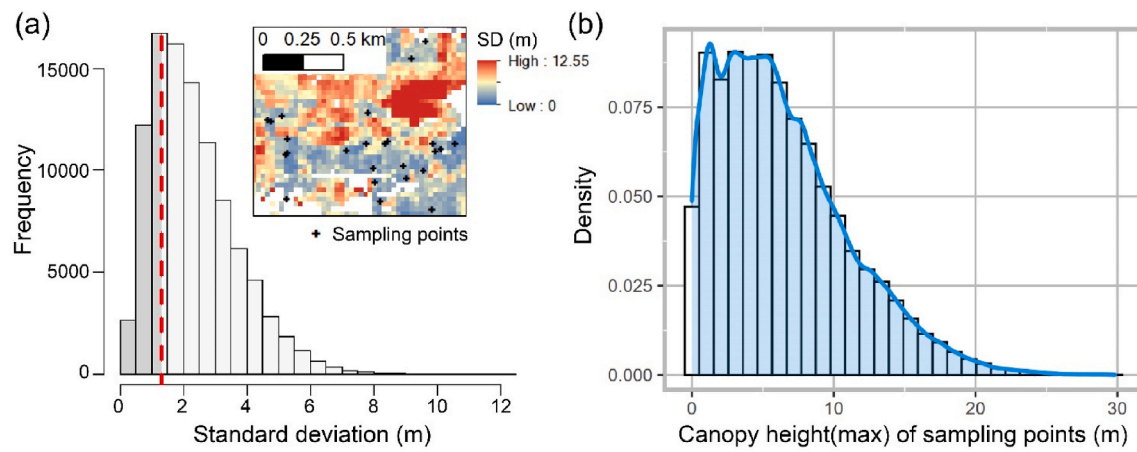 (a)
0 0.25 0.5 km
SD (m)
High : 12.55
Low : 0
Sampling points
15000
10000
5000
0
Frequency
0 2 4 6 8 10 12
Standard deviation (m)
(b)
0.075
0.050
0.025
0.000
Density
0 10 20 30
Canopy height(max) of sampling points (m)